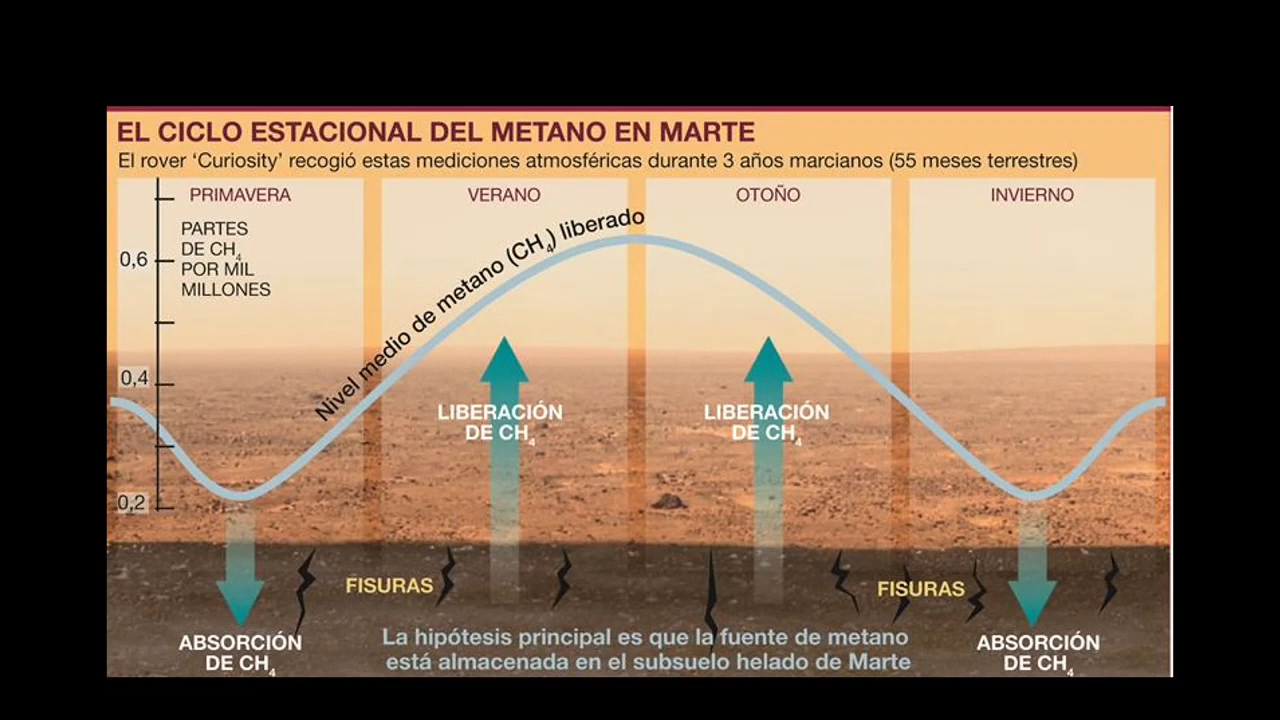 EL CICLO ESTACIONAL DEL METANO EN MARTE
El rover ‘Curiosity’ recogió estas mediciones atmosféricas durante 3 años marcianos (55 meses terrestres)
PRIMAVERA
VERANO
OTOÑO
INVIERNO
PARTES
DE CH₄
POR MIL
MILLONES
0,6
0,4
0,2
Nivel medio de metano (CH₄) liberado
LIBERACIÓN
DE CH₄
LIBERACIÓN
DE CH₄
FISURAS
FISURAS
ABSORCIÓN
DE CH₄
La hipótesis principal es que la fuente de metano
está almacenada en el subsuelo helado de Marte
ABSORCIÓN
DE CH₄